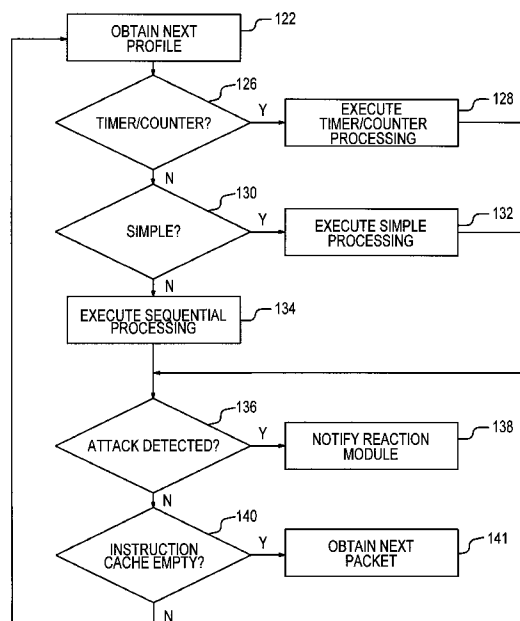 OBTAIN NEXT
PROFILE
122
126
TIMER/COUNTER?
Y
EXECUTE
TIMER/COUNTER
PROCESSING
128
N
130
SIMPLE?
Y
EXECUTE SIMPLE
PROCESSING
132
N
EXECUTE SEQUENTIAL
PROCESSING
134
136
ATTACK DETECTED?
Y
NOTIFY REACTION
MODULE
138
N
140
INSTRUCTION
CACHE EMPTY?
Y
OBTAIN NEXT
PACKET
141
N